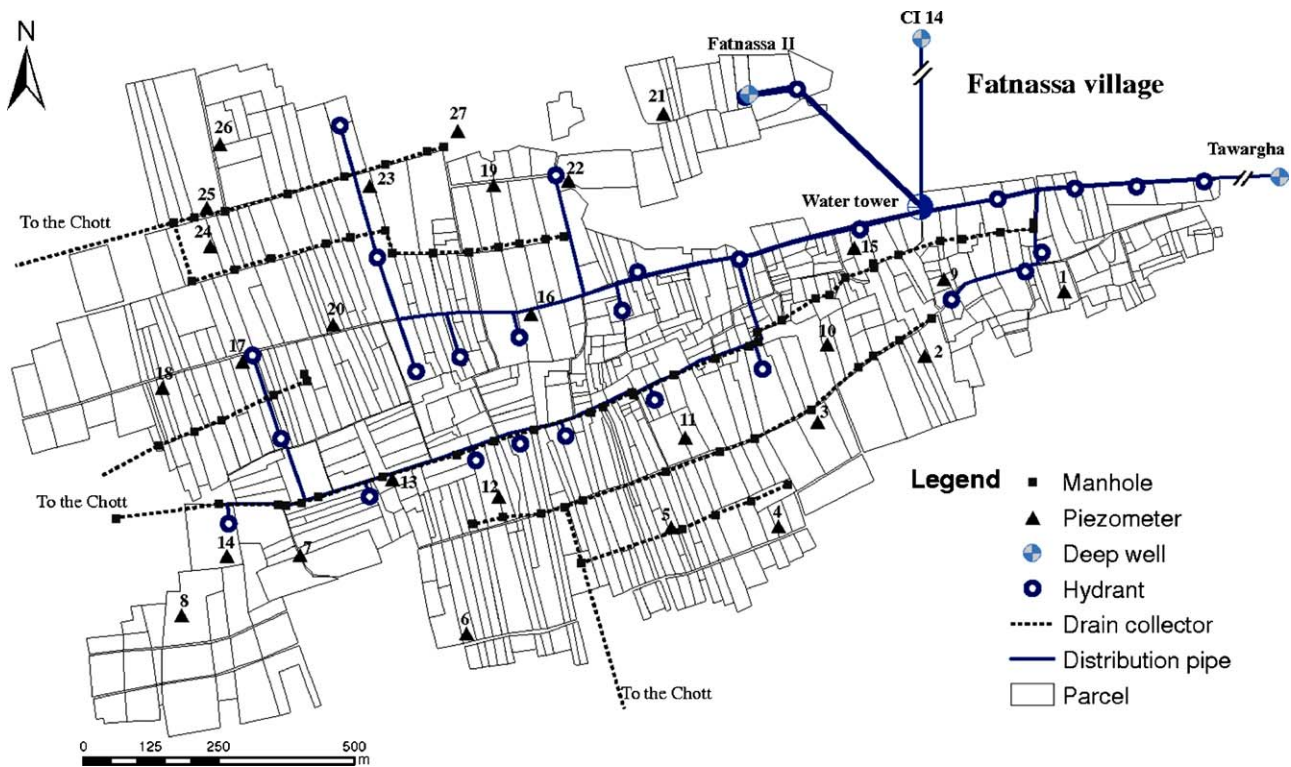 N
CI 14
Fatnassa II
Fatnassa village
Tawargha
Water tower
To the Chott
To the Chott
To the Chott
1
2
3
4
5
6
7
8
9
10
11
12
13
14
15
16
17
18
19
20
21
22
23
24
25
26
27
Legend
Manhole
Piezometer
Deep well
Hydrant
Drain collector
Distribution pipe
Parcel
0 125 250 500
m